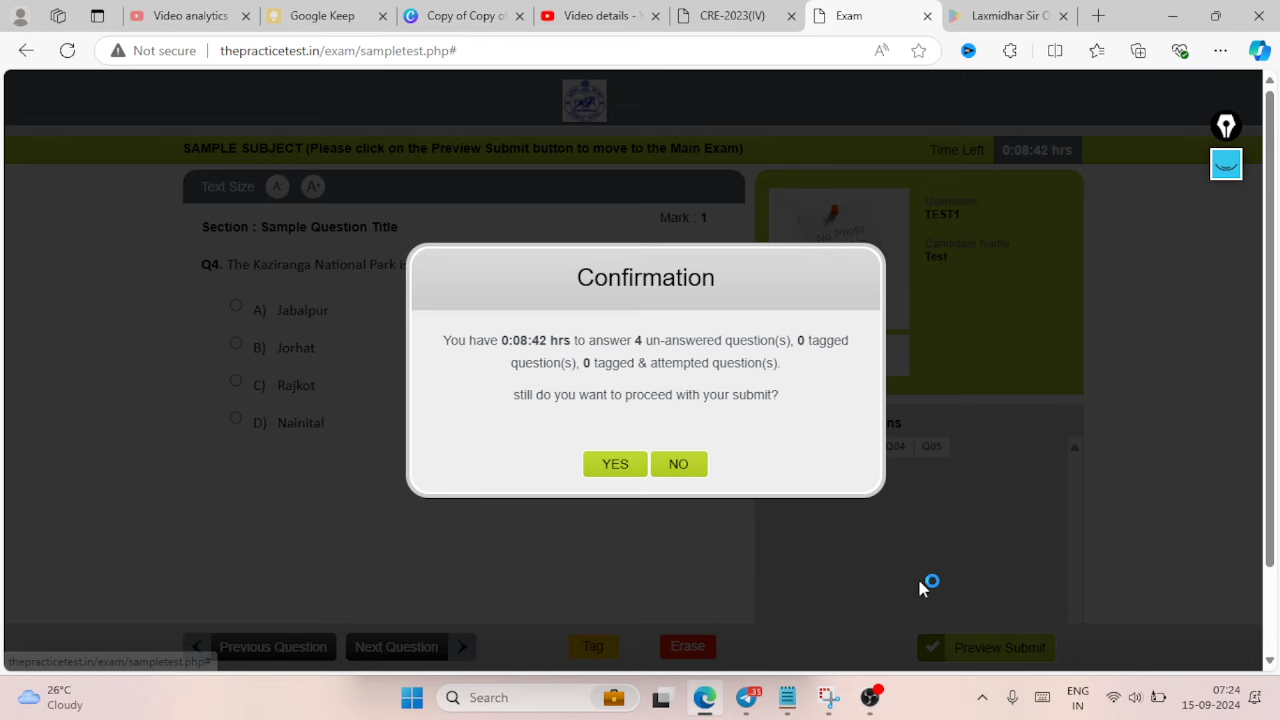 Video analytics
Google Keep
Copy of Copy of
Video details - Y
CRE-2023(IV)
Exam
Laxmidhar Sir O
Not secure
thepracticetest.in/exam/sampletest.php#
SAMPLE SUBJECT (Please click on the Preview Submit button to move to the Main Exam)
Time Left 0:08:42 hrs
Text Size A- A+
Mark : 1
Section : Sample Question Title
Q4. The Kaziranga National Park is
A) Jabalpur
B) Jorhat
C) Rajkot
D) Nainital
No Photo
Username
TEST1
Candidate Name
Test
Confirmation
You have 0:08:42 hrs to answer 4 un-answered question(s), 0 tagged
question(s), 0 tagged & attempted question(s).
still do you want to proceed with your submit?
YES NO
ns
Q04 Q05
Previous Question
Next Question
Tag
Erase
Preview Submit
thepracticetest.in/exam/sampletest.php#
26°C
Cloudy
Search
35
ENG
IN
07:24
15-09-2024